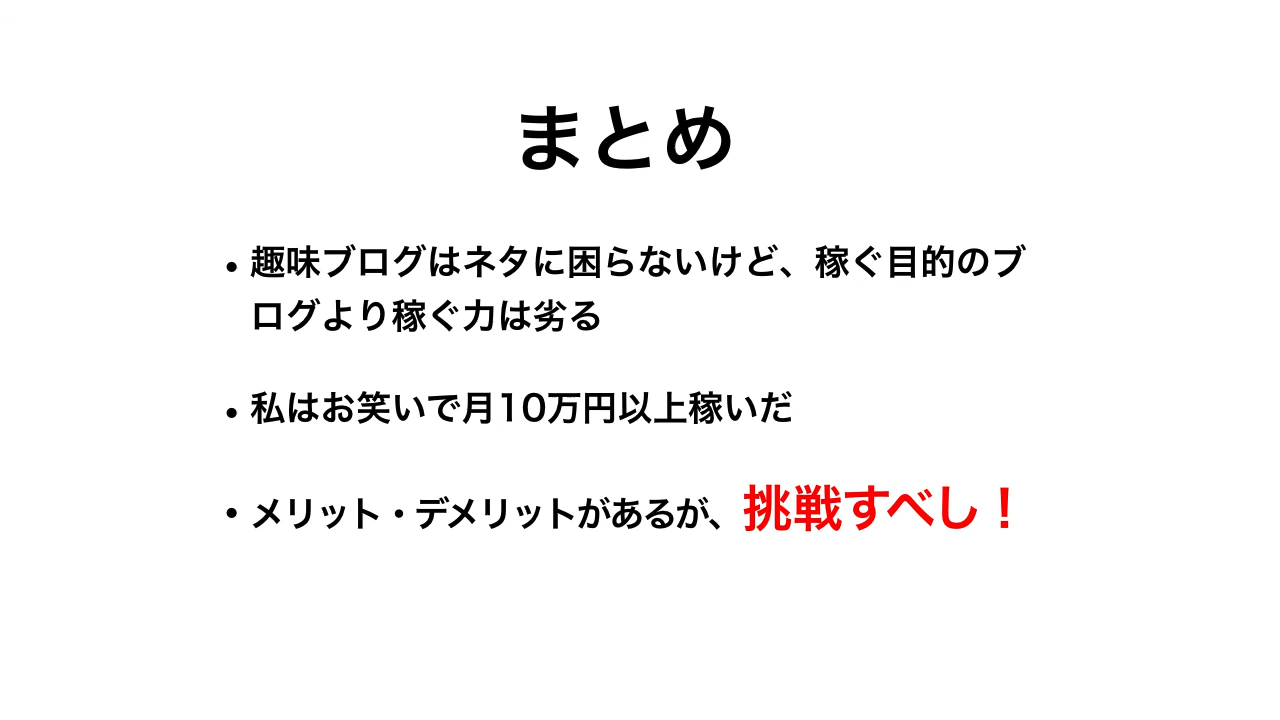 まとめ
• 趣味ブログはネタに困らないけど、稼ぐ目的のブ
ログより稼ぐ力は劣る
• 私はお笑いで月10万円以上稼いだ
• メリット・デメリットがあるが、挑戦すべし！